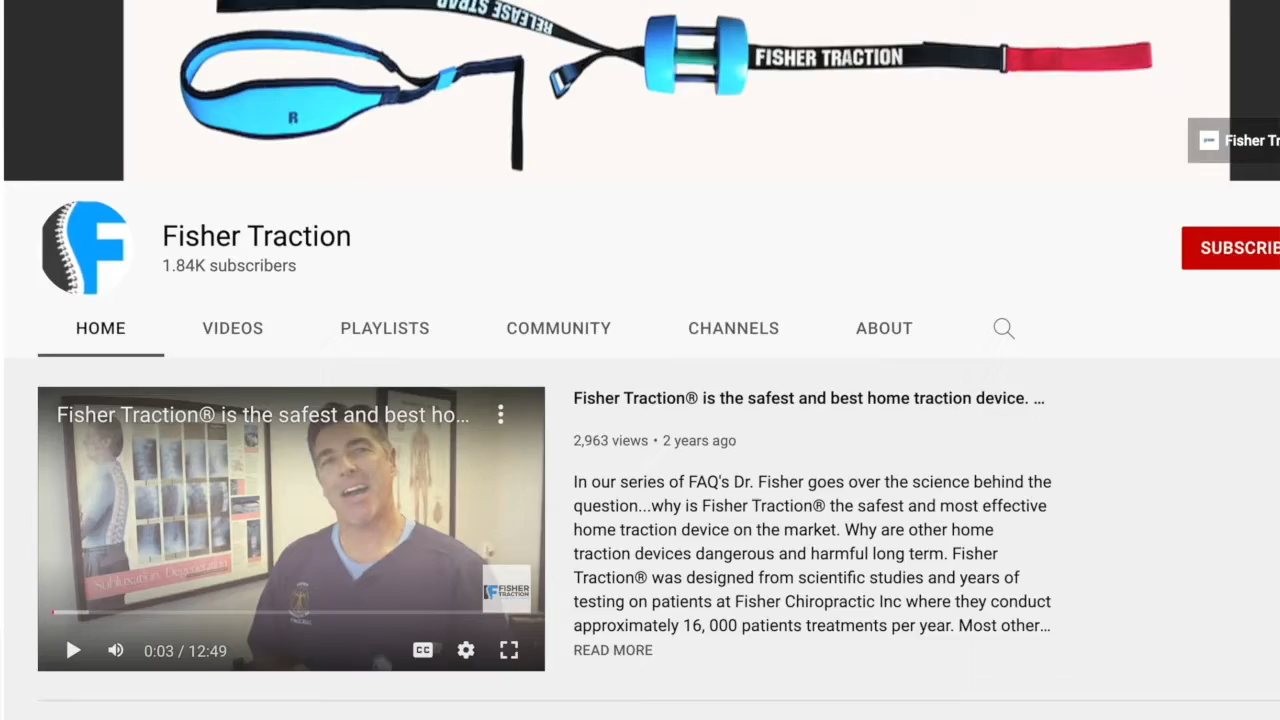 RELEASE STRAP
FISHER TRACTION
R
Fisher Tr
Fisher Traction
1.84K subscribers
SUBSCRIB
HOME VIDEOS PLAYLISTS COMMUNITY CHANNELS ABOUT
Fisher Traction® is the safest and best ho...
Subluxation Degeneration
FISHER
TRACTION
0:03 / 12:49
CC
Fisher Traction® is the safest and best home traction device. ...
2,963 views • 2 years ago
In our series of FAQ's Dr. Fisher goes over the science behind the
question...why is Fisher Traction® the safest and most effective
home traction device on the market. Why are other home
traction devices dangerous and harmful long term. Fisher
Traction® was designed from scientific studies and years of
testing on patients at Fisher Chiropractic Inc where they conduct
approximately 16, 000 patients treatments per year. Most other...
READ MORE